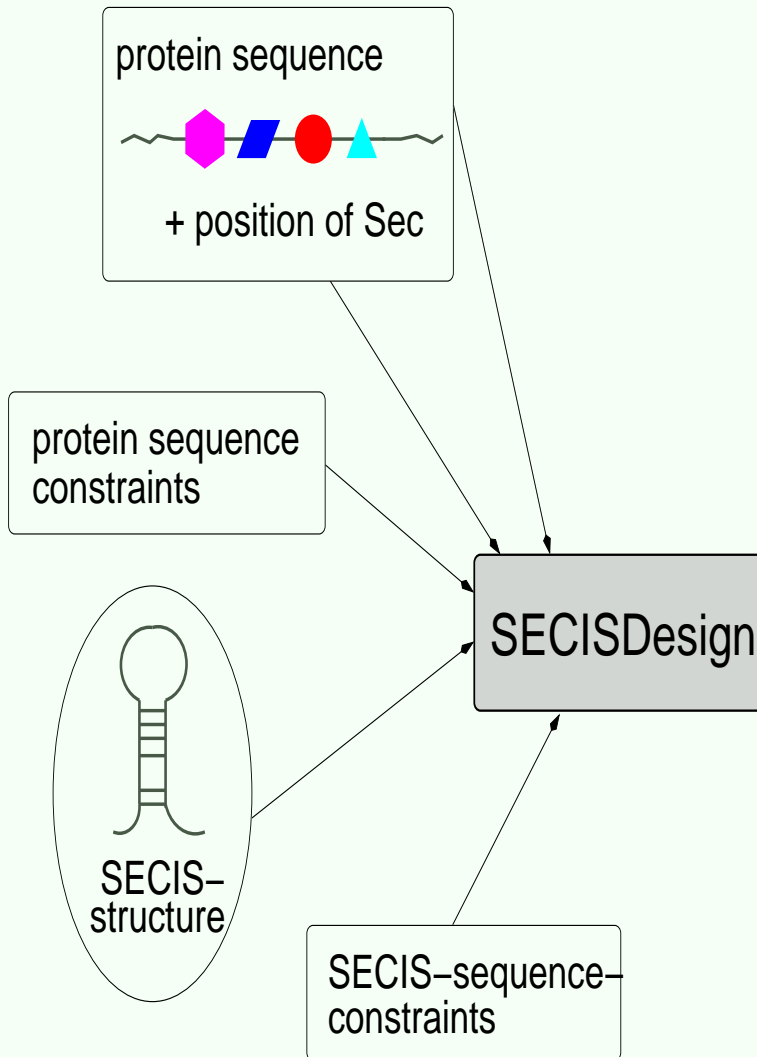 protein sequence
+ position of Sec
protein sequence
constraints
SECISDesign
SECIS–
structure
SECIS–sequence–
constraints